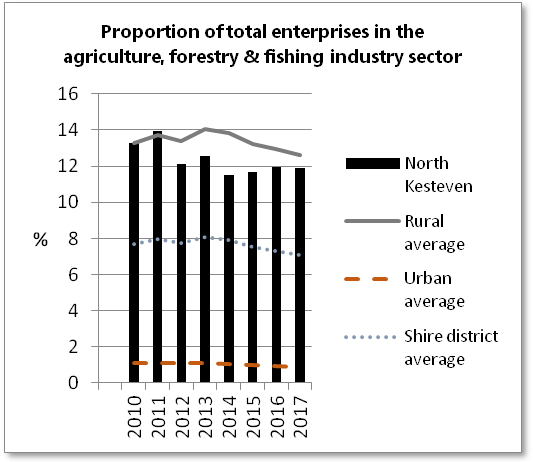 Proportion of total enterprises in the
agriculture, forestry & fishing industry sector
16
14
12
10
8
6
4
2
0
%
2010
2011
2012
2013
2014
2015
2016
2017
North
Kesteven
Rural
average
Urban
average
Shire district
average